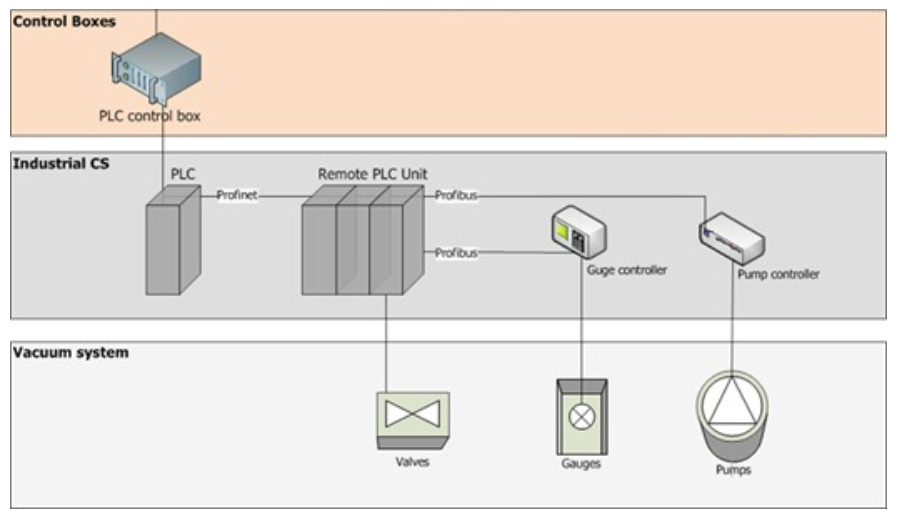 Control Boxes
PLC control box
Industrial CS
PLC
Remote PLC Unit
Profinet
Profibus
Profibus
Guge controller
Pump controller
Vacuum system
Valves
Gauges
Pumps